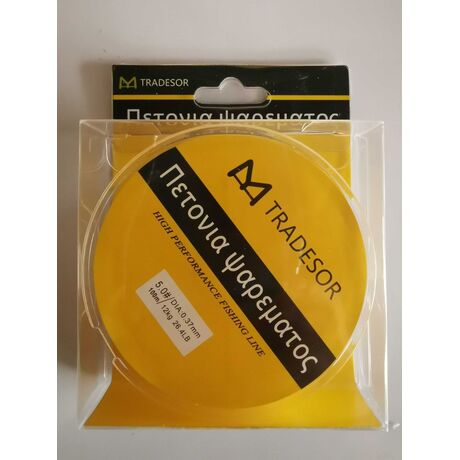 TRADESOR
Πετονια ψαρεματος
TRADESOR
Πετονια ψαρεματος
HIGH PERFORMANCE FISHING LINE
5.0#/DIA:0.37mm
100m/ 12kg 26.4LB